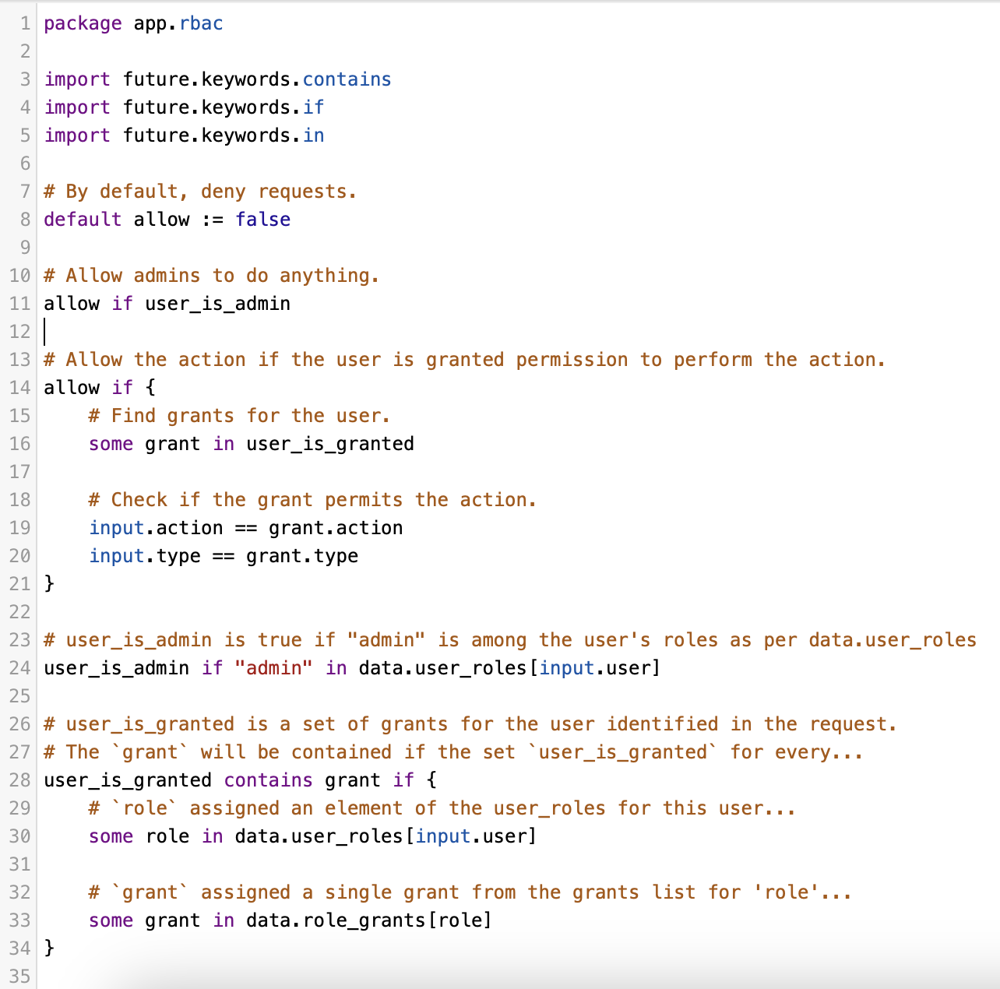 1 package app.rbac
2
3 import future.keywords.contains
4 import future.keywords.if
5 import future.keywords.in
6
7 # By default, deny requests.
8 default allow := false
9
10 # Allow admins to do anything.
11 allow if user_is_admin
12
13 # Allow the action if the user is granted permission to perform the action.
14 allow if {
15     # Find grants for the user.
16     some grant in user_is_granted
17
18     # Check if the grant permits the action.
19     input.action == grant.action
20     input.type == grant.type
21 }
22
23 # user_is_admin is true if "admin" is among the user's roles as per data.user_roles
24 user_is_admin if "admin" in data.user_roles[input.user]
25
26 # user_is_granted is a set of grants for the user identified in the request.
27 # The `grant` will be contained if the set `user_is_granted` for every...
28 user_is_granted contains grant if {
29     # `role` assigned an element of the user_roles for this user...
30     some role in data.user_roles[input.user]
31
32     # `grant` assigned a single grant from the grants list for 'role'...
33     some grant in data.role_grants[role]
34 }
35